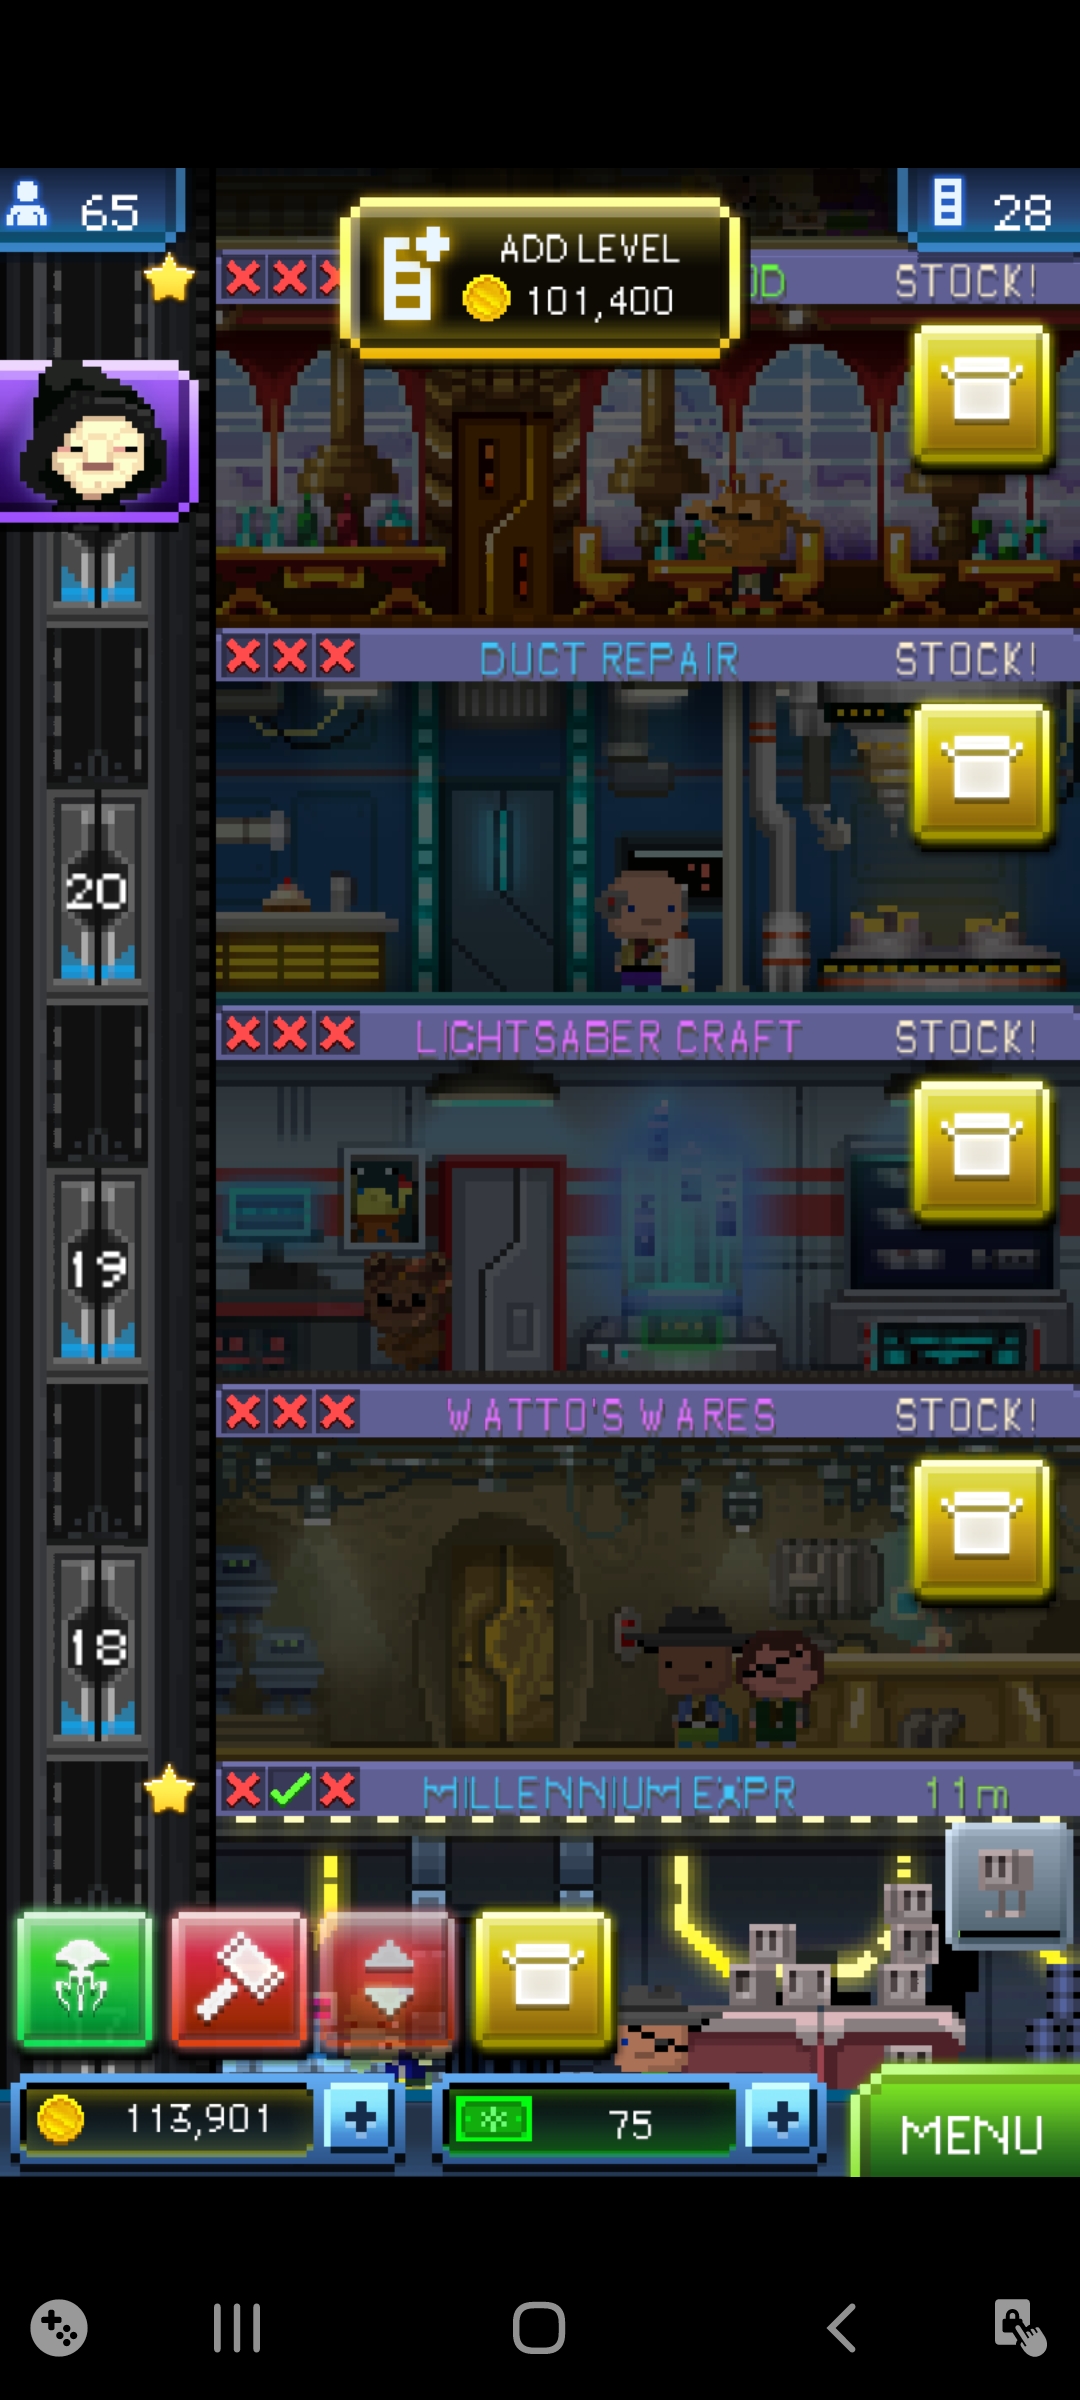 65
28
ADD LEVEL
101,400
OD
STOCK!
DUCT REPAIR
STOCK!
20
LIGHTSABER CRAFT
STOCK!
19
WATTO'S WARES
STOCK!
18
MILLENNIUM EXPR
11m
113,901
75
MENU